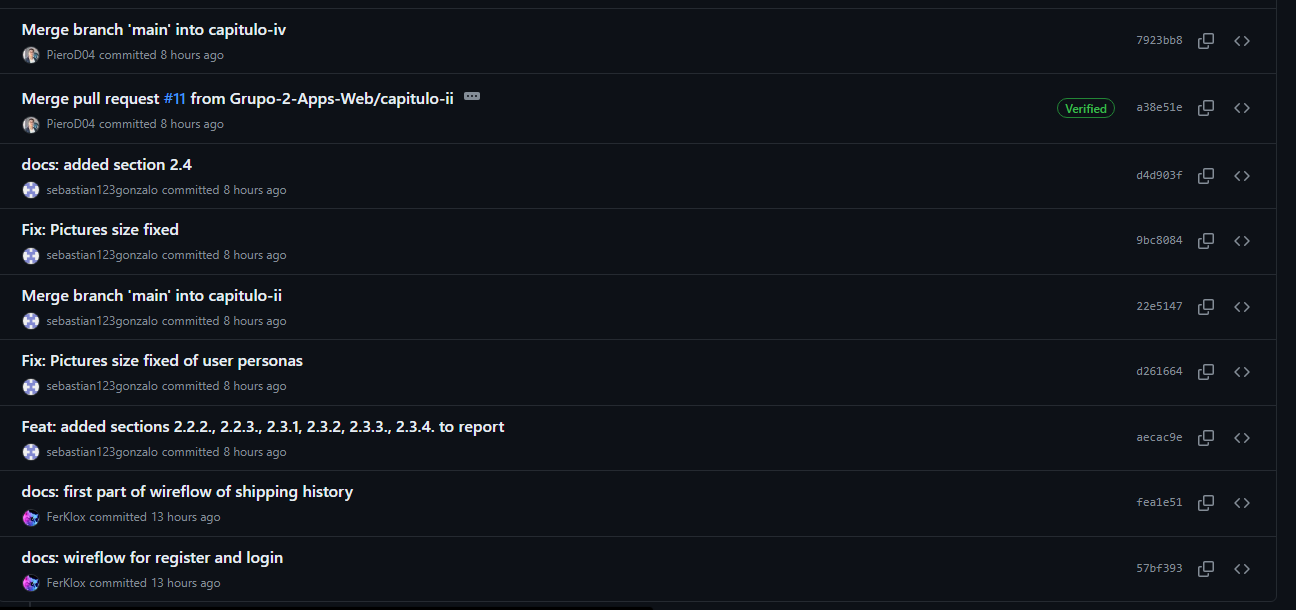 Merge branch 'main' into capitulo-iv
7923bb8
PieroD04 committed 8 hours ago
Merge pull request #11 from Grupo-2-Apps-Web/capitulo-ii
Verified
a38e51e
PieroD04 committed 8 hours ago
docs: added section 2.4
d4d903f
sebastian123gonzalo committed 8 hours ago
Fix: Pictures size fixed
9bc8084
sebastian123gonzalo committed 8 hours ago
Merge branch 'main' into capitulo-ii
22e5147
sebastian123gonzalo committed 8 hours ago
Fix: Pictures size fixed of user personas
d261664
sebastian123gonzalo committed 8 hours ago
Feat: added sections 2.2.2., 2.2.3., 2.3.1, 2.3.2, 2.3.3., 2.3.4. to report
aecac9e
sebastian123gonzalo committed 8 hours ago
docs: first part of wireflow of shipping history
fea1e51
FerKlox committed 13 hours ago
docs: wireflow for register and login
57bf393
FerKlox committed 13 hours ago